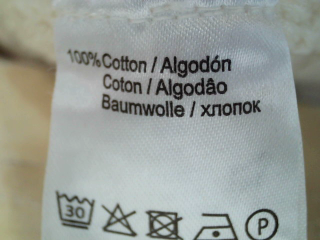 100% Cotton / Algodón
Coton / Algodâo
Baumwolle / хлопок
30
P